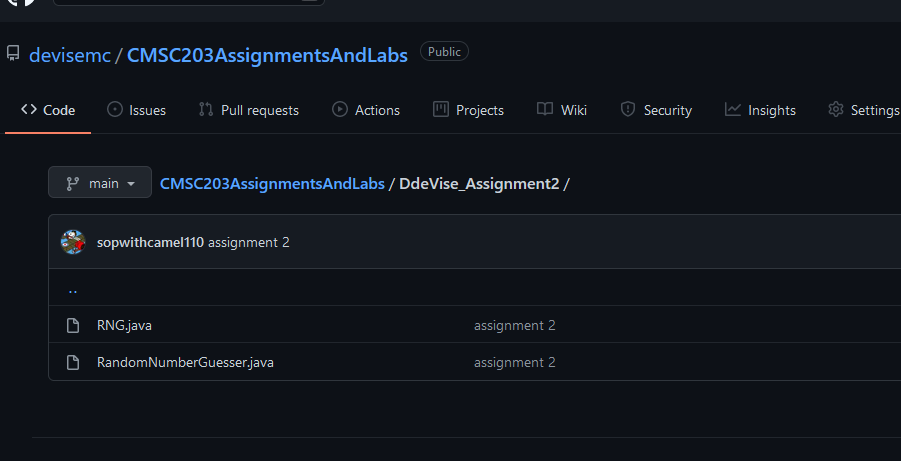 devisemc / CMSC203AssignmentsAndLabs Public
Code Issues Pull requests Actions Projects Wiki Security Insights Settings
main CMSC203AssignmentsAndLabs / DdeVise_Assignment2 /
sopwithcamel110 assignment 2
..
RNG.java assignment 2
RandomNumberGuesser.java assignment 2